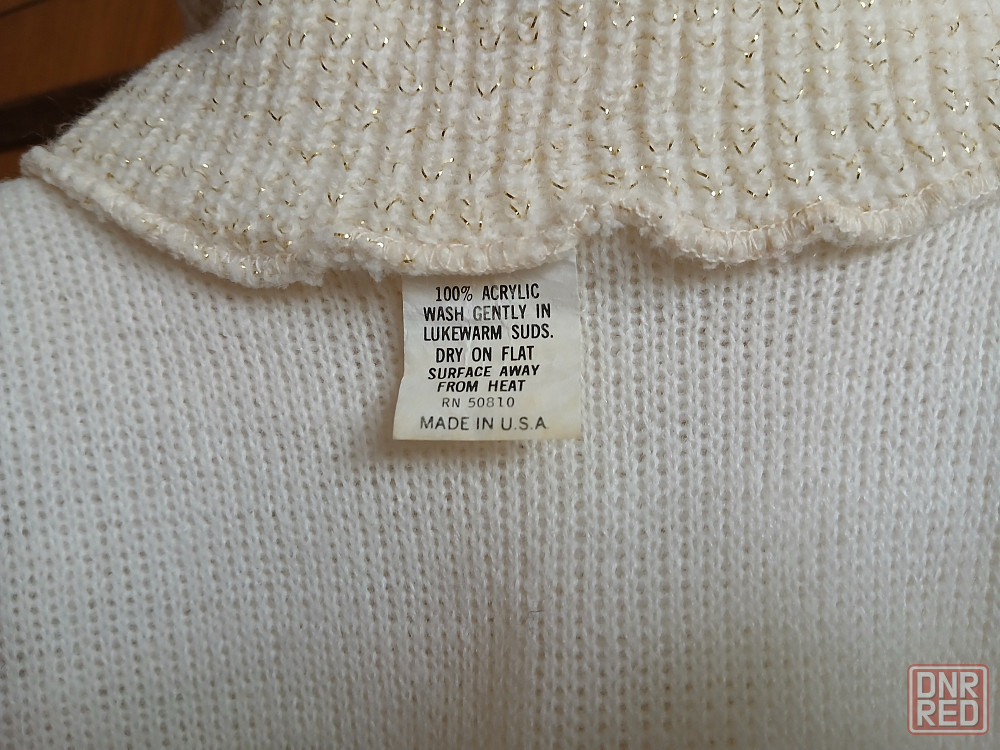 100% ACRYLIC
WASH GENTLY IN
LUKEWARM SUDS.
DRY ON FLAT
SURFACE AWAY
FROM HEAT
RN 50810
MADE IN U.S.A.
DNR
RED